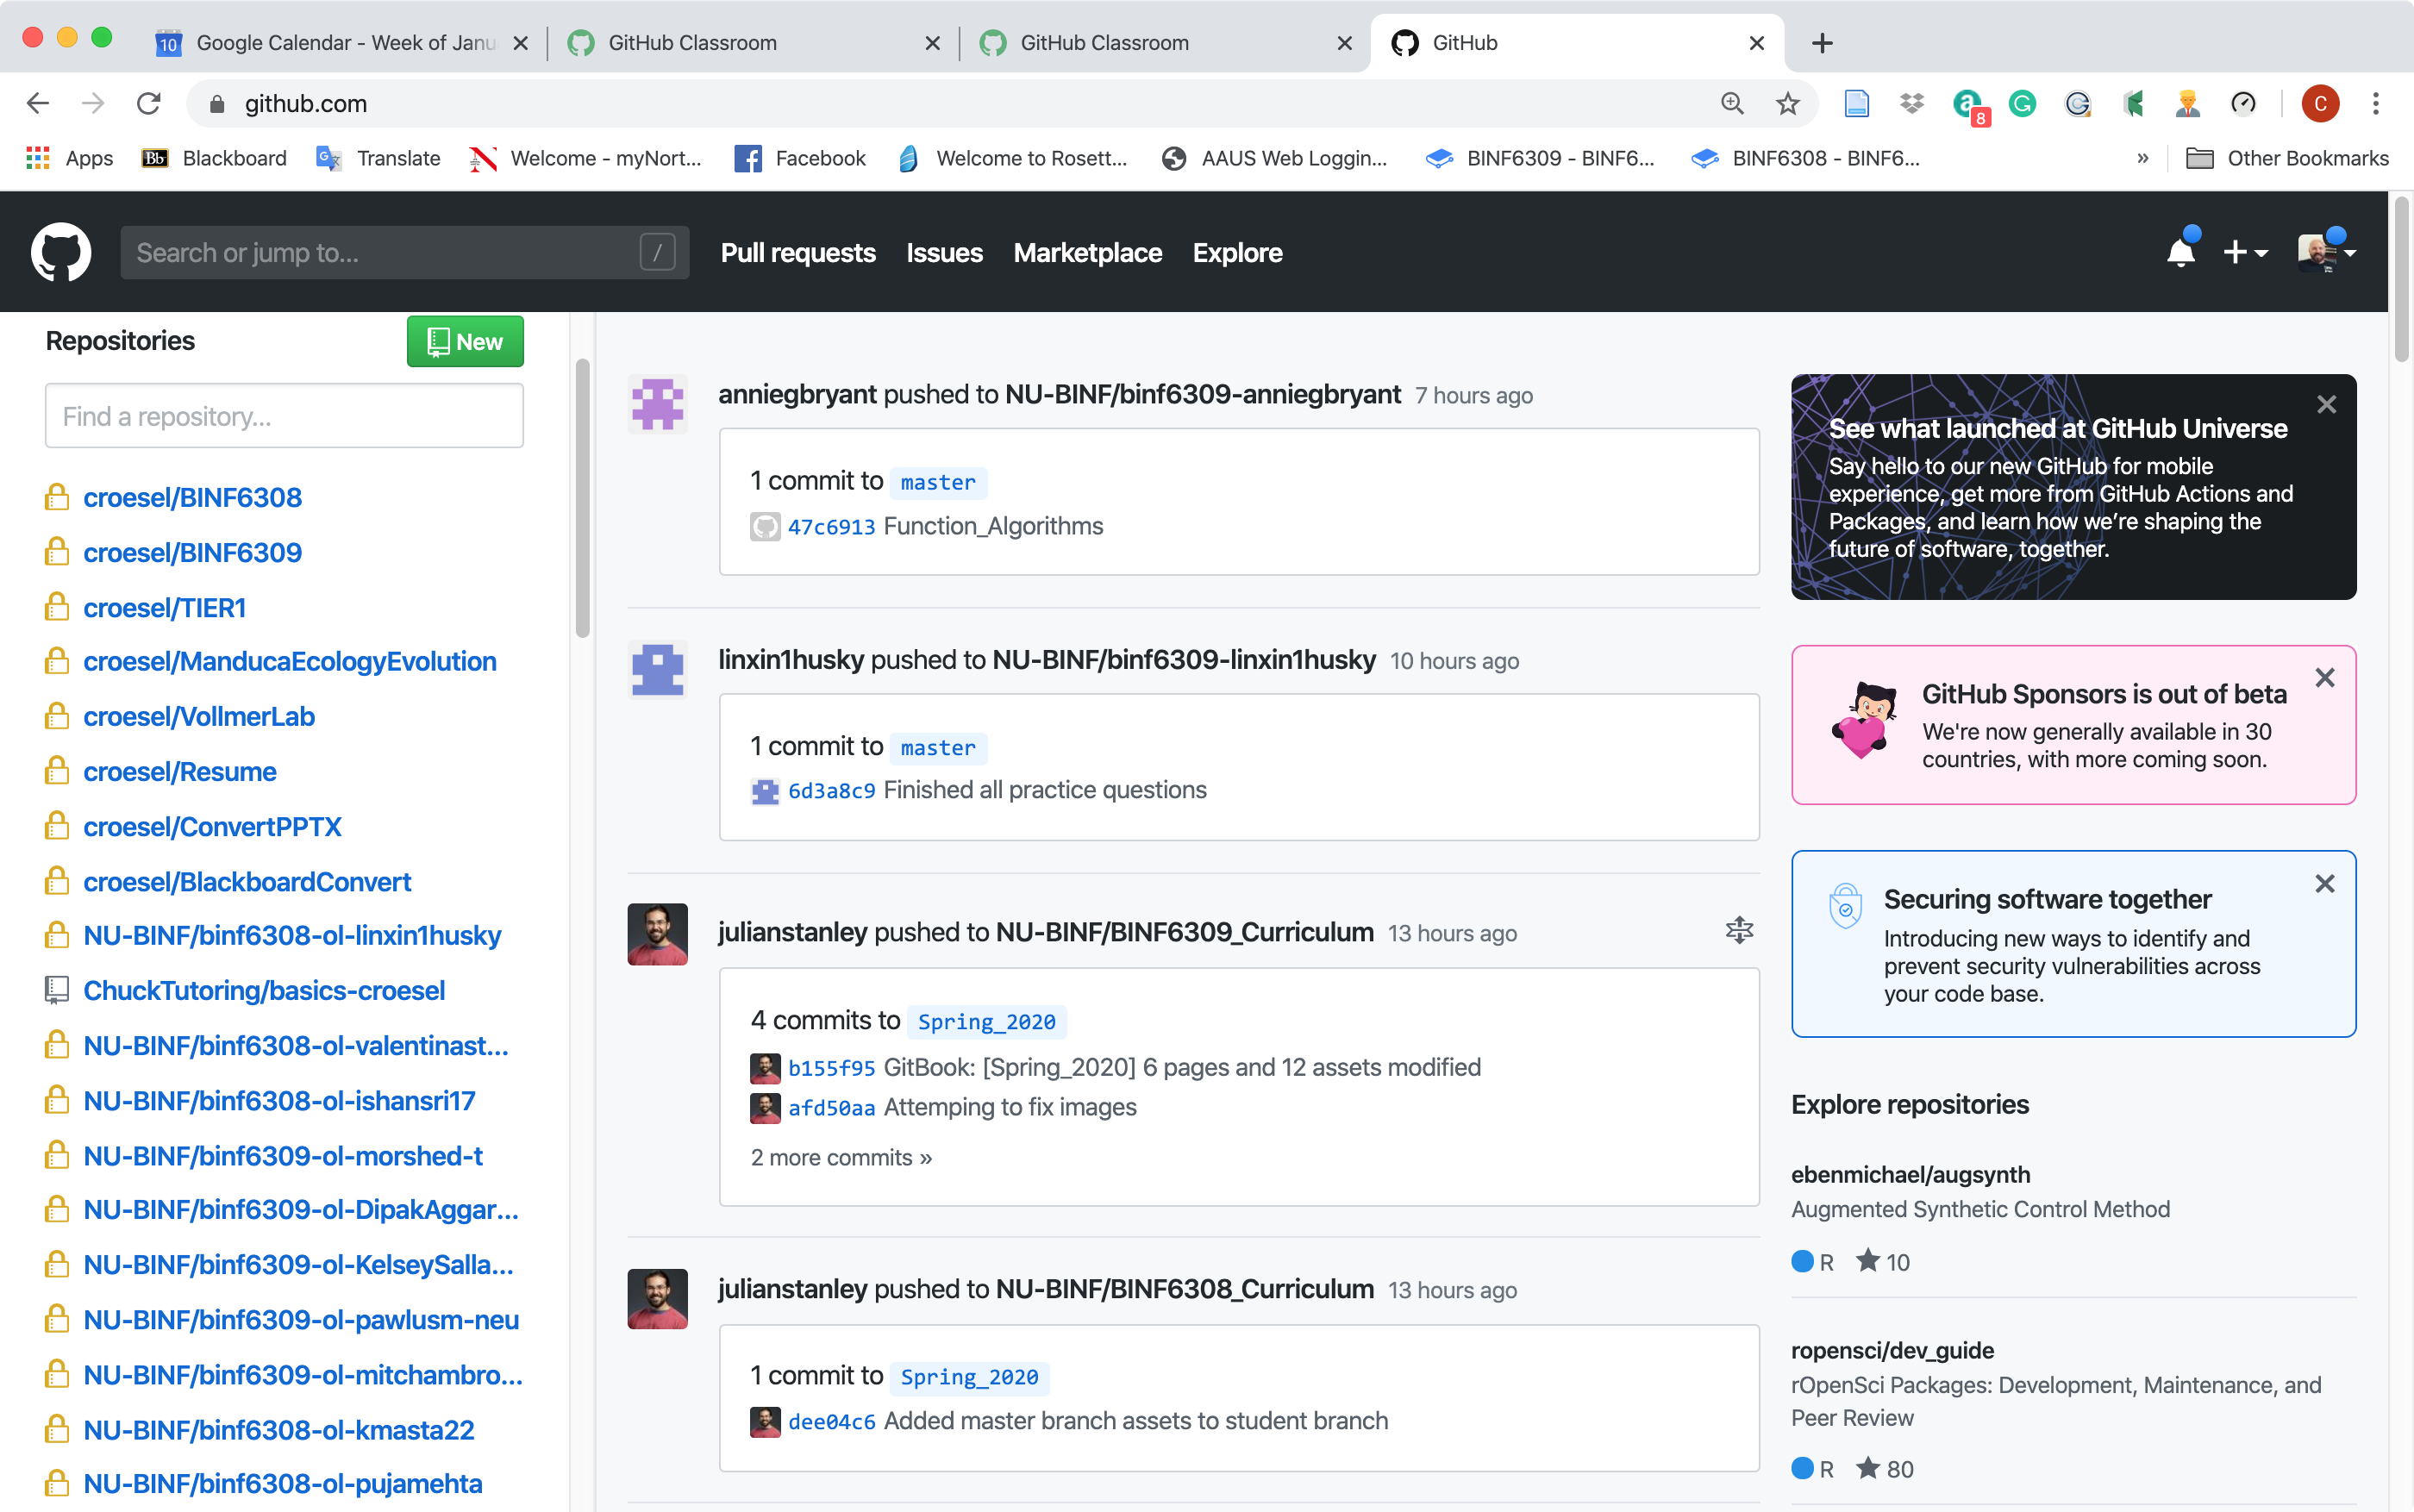 10 Google Calendar - Week of Janu
GitHub Classroom
GitHub Classroom
GitHub
github.com
8
C
Apps
Bb Blackboard
Translate
Welcome - myNort...
Facebook
Welcome to Rosett...
AAUS Web Loggin...
BINF6309 - BINF6...
BINF6308 - BINF6...
»
Other Bookmarks
Search or jump to... /
Pull requests
Issues
Marketplace
Explore
Repositories
New
Find a repository...
croesel/BINF6308
croesel/BINF6309
croesel/TIER1
croesel/ManducaEcologyEvolution
croesel/VollmerLab
croesel/Resume
croesel/ConvertPPTX
croesel/BlackboardConvert
NU-BINF/binf6308-ol-linxin1husky
ChuckTutoring/basics-croesel
NU-BINF/binf6308-ol-valentinast...
NU-BINF/binf6308-ol-ishansri17
NU-BINF/binf6309-ol-morshed-t
NU-BINF/binf6309-ol-DipakAggar...
NU-BINF/binf6309-ol-KelseySalla...
NU-BINF/binf6309-ol-pawlusm-neu
NU-BINF/binf6309-ol-mitchambro...
NU-BINF/binf6308-ol-kmasta22
NU-BINF/binf6308-ol-pujamehta
anniegbryant pushed to NU-BINF/binf6309-anniegbryant 7 hours ago
1 commit to master
47c6913 Function_Algorithms
linxin1husky pushed to NU-BINF/binf6309-linxin1husky 10 hours ago
1 commit to master
6d3a8c9 Finished all practice questions
julianstanley pushed to NU-BINF/BINF6309_Curriculum 13 hours ago
4 commits to Spring_2020
b155f95 GitBook: [Spring_2020] 6 pages and 12 assets modified
afd50aa Attemping to fix images
2 more commits »
julianstanley pushed to NU-BINF/BINF6308_Curriculum 13 hours ago
1 commit to Spring_2020
dee04c6 Added master branch assets to student branch
See what launched at GitHub Universe
Say hello to our new GitHub for mobile
experience, get more from GitHub Actions and
Packages, and learn how we’re shaping the
future of software, together.
GitHub Sponsors is out of beta
We're now generally available in 30
countries, with more coming soon.
Securing software together
Introducing new ways to identify and
prevent security vulnerabilities across
your code base.
Explore repositories
ebenmichael/augsynth
Augmented Synthetic Control Method
R 10
ropensci/dev_guide
rOpenSci Packages: Development, Maintenance, and
Peer Review
R 80